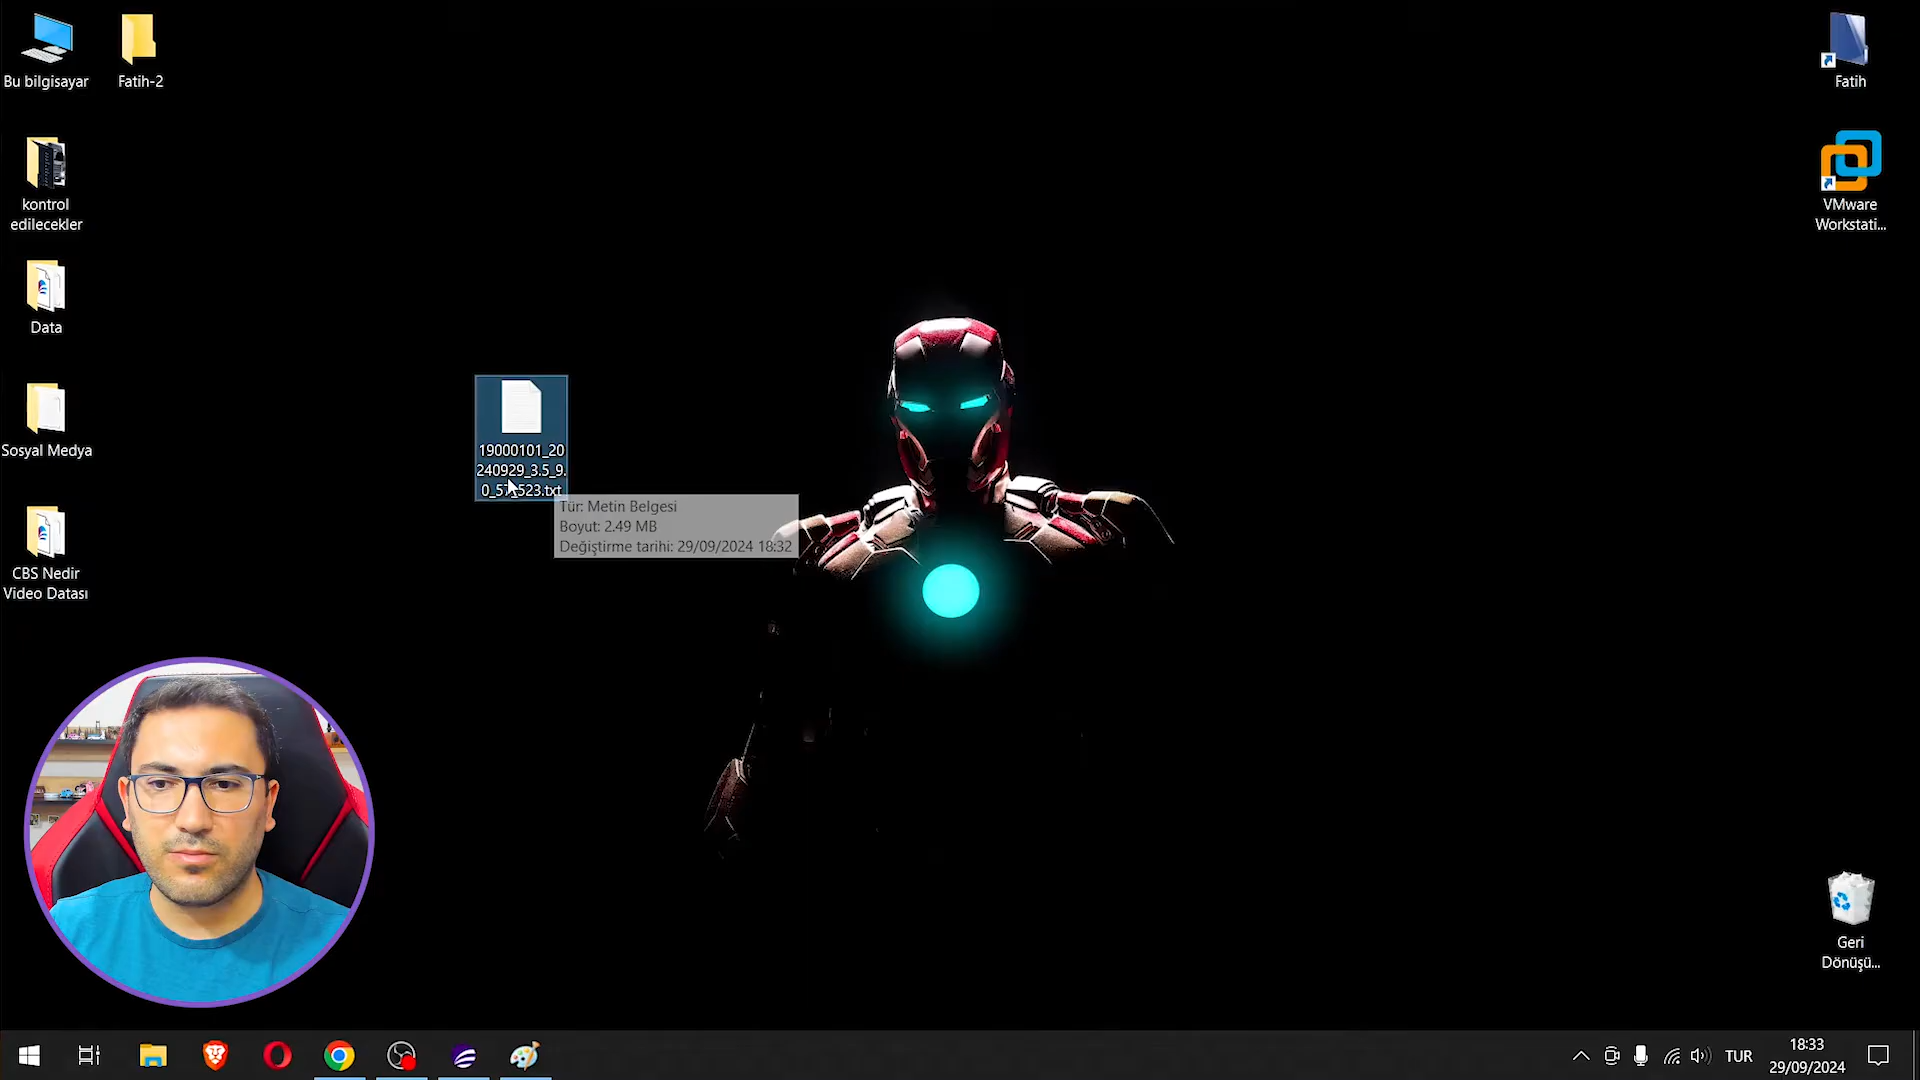 Bu bilgisayar
Fatih-2
kontrol
edilecekler
Data
Sosyal Medya
CBS Nedir
Video Datası
19000101_20
240929_3.5_9.
0_57_523.txt
Tür: Metin Belgesi
Boyut: 2.49 MB
Değiştirme tarihi: 29/09/2024 18:32
Fatih
VMware
Workstati...
Geri
Dönüşü...
TUR
18:33
29/09/2024